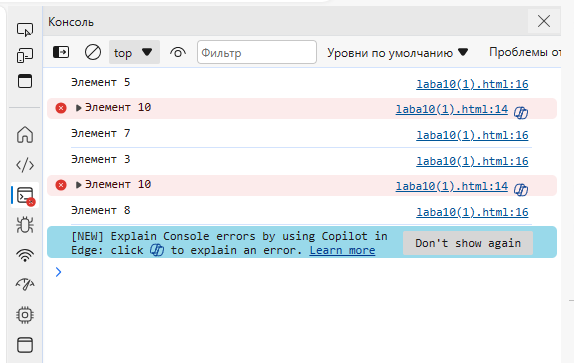 Консоль
top
Фильтр
Уровни по умолчанию
Проблемы от
Элемент 5 laba10(1).html:16
Элемент 10 laba10(1).html:14
Элемент 7 laba10(1).html:16
Элемент 3 laba10(1).html:16
Элемент 10 laba10(1).html:14
Элемент 8 laba10(1).html:16
[NEW] Explain Console errors by using Copilot in
Edge: click to explain an error. Learn more
Don't show again